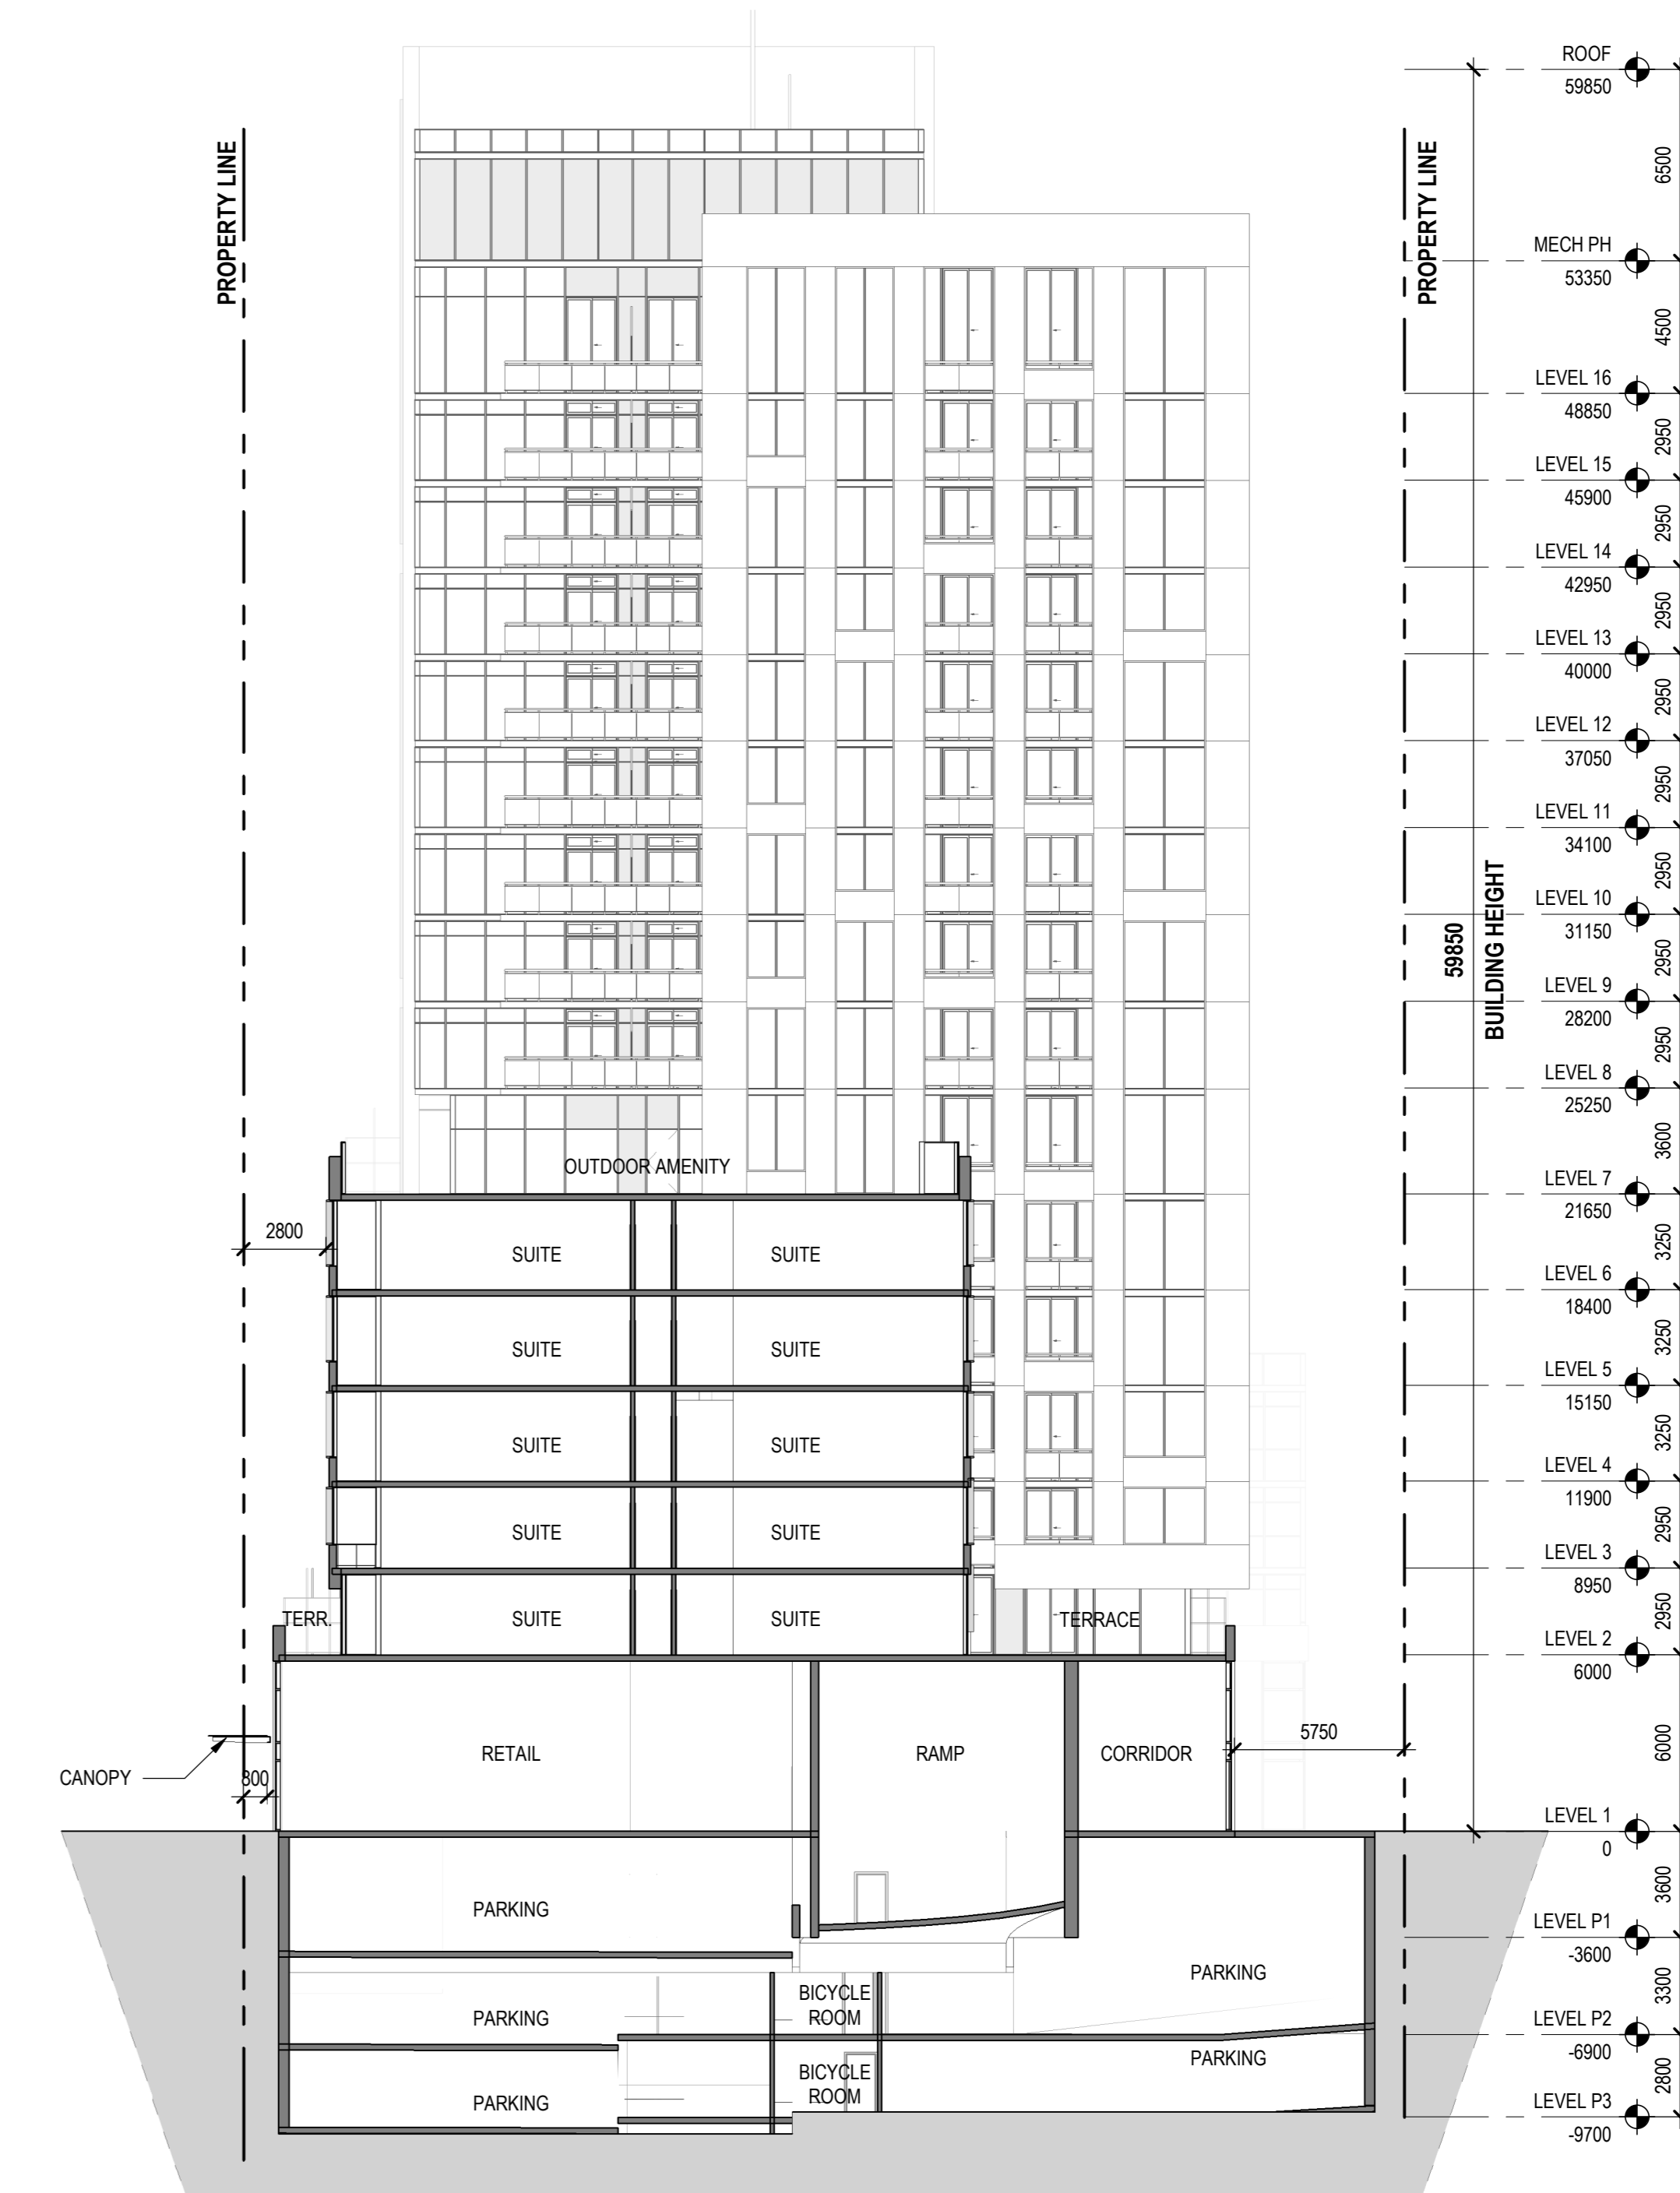 ROOF
59850
6500
PROPERTY LINE
PROPERTY LINE
MECH PH
53350
4500
LEVEL 16
48850
2950
LEVEL 15
45900
2950
LEVEL 14
42950
2950
LEVEL 13
40000
2950
LEVEL 12
37050
2950
LEVEL 11
34100
2950
LEVEL 10
31150
59850
BUILDING HEIGHT
2950
LEVEL 9
28200
2950
LEVEL 8
25250
3600
OUTDOOR AMENITY
LEVEL 7
21650
2800
SUITE
SUITE
3250
LEVEL 6
18400
SUITE
SUITE
3250
LEVEL 5
15150
SUITE
SUITE
3250
LEVEL 4
11900
SUITE
SUITE
2950
LEVEL 3
8950
TERR.
SUITE
SUITE
TERRACE
2950
LEVEL 2
6000
RETAIL
RAMP
CORRIDOR
5750
6000
CANOPY
800
LEVEL 1
0
PARKING
3600
LEVEL P1
-3600
PARKING
BICYCLE
ROOM
PARKING
3300
LEVEL P2
-6900
PARKING
BICYCLE
ROOM
PARKING
2800
LEVEL P3
-9700